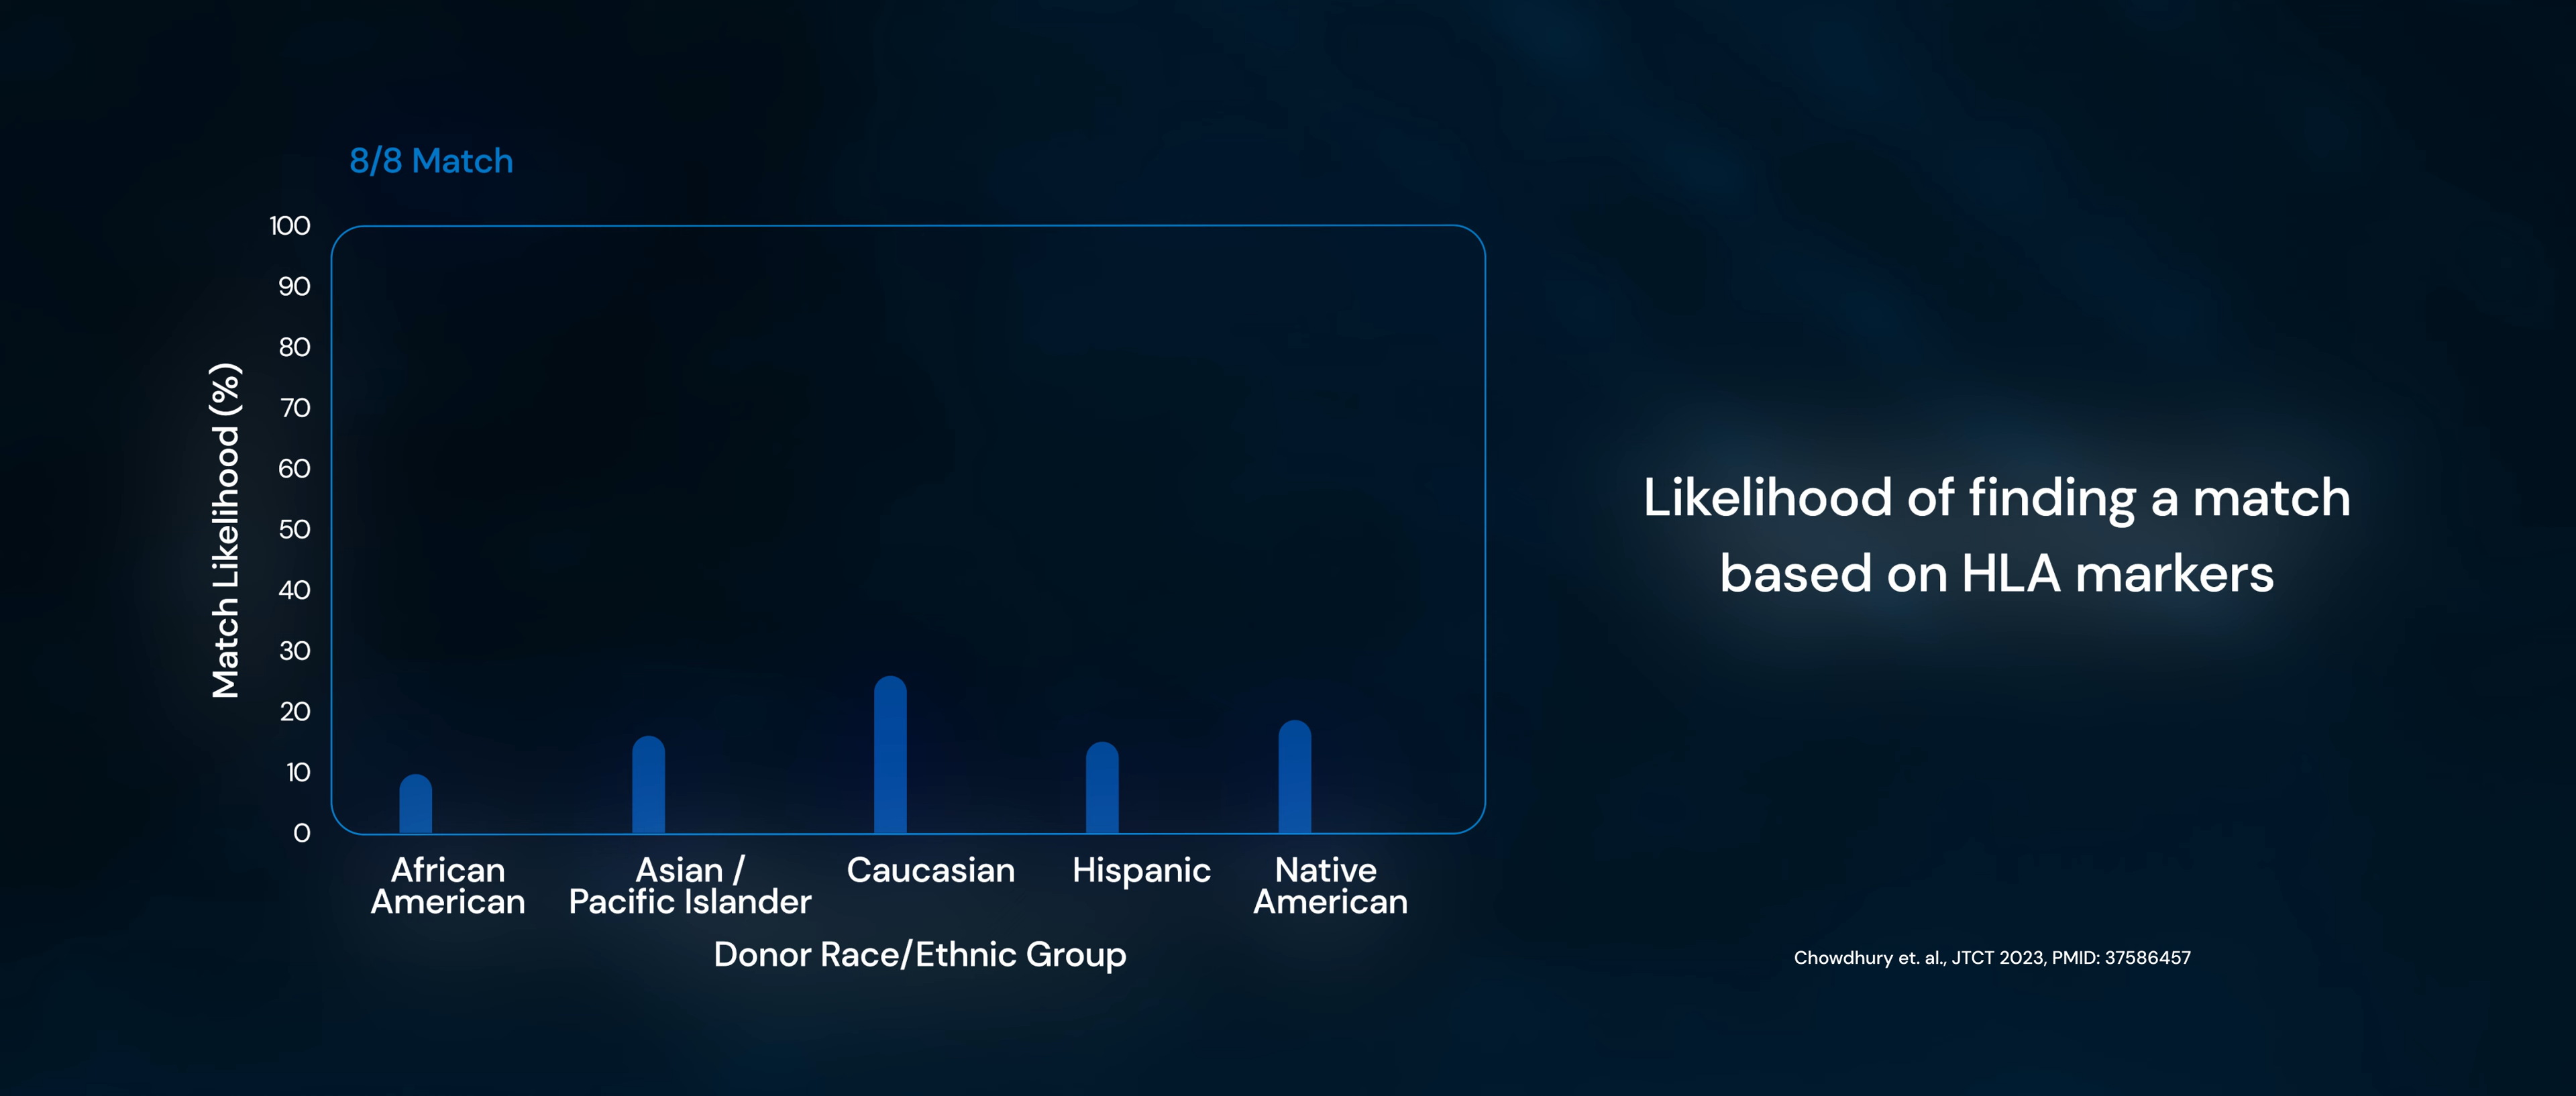 8/8 Match
Match Likelihood (%)
100
90
80
70
60
50
40
30
20
10
0
African
American
Asian /
Pacific Islander
Caucasian
Hispanic
Native
American
Donor Race/Ethnic Group
Likelihood of finding a match
based on HLA markers
Chowdhury et. al., JTCT 2023, PMID: 37586457